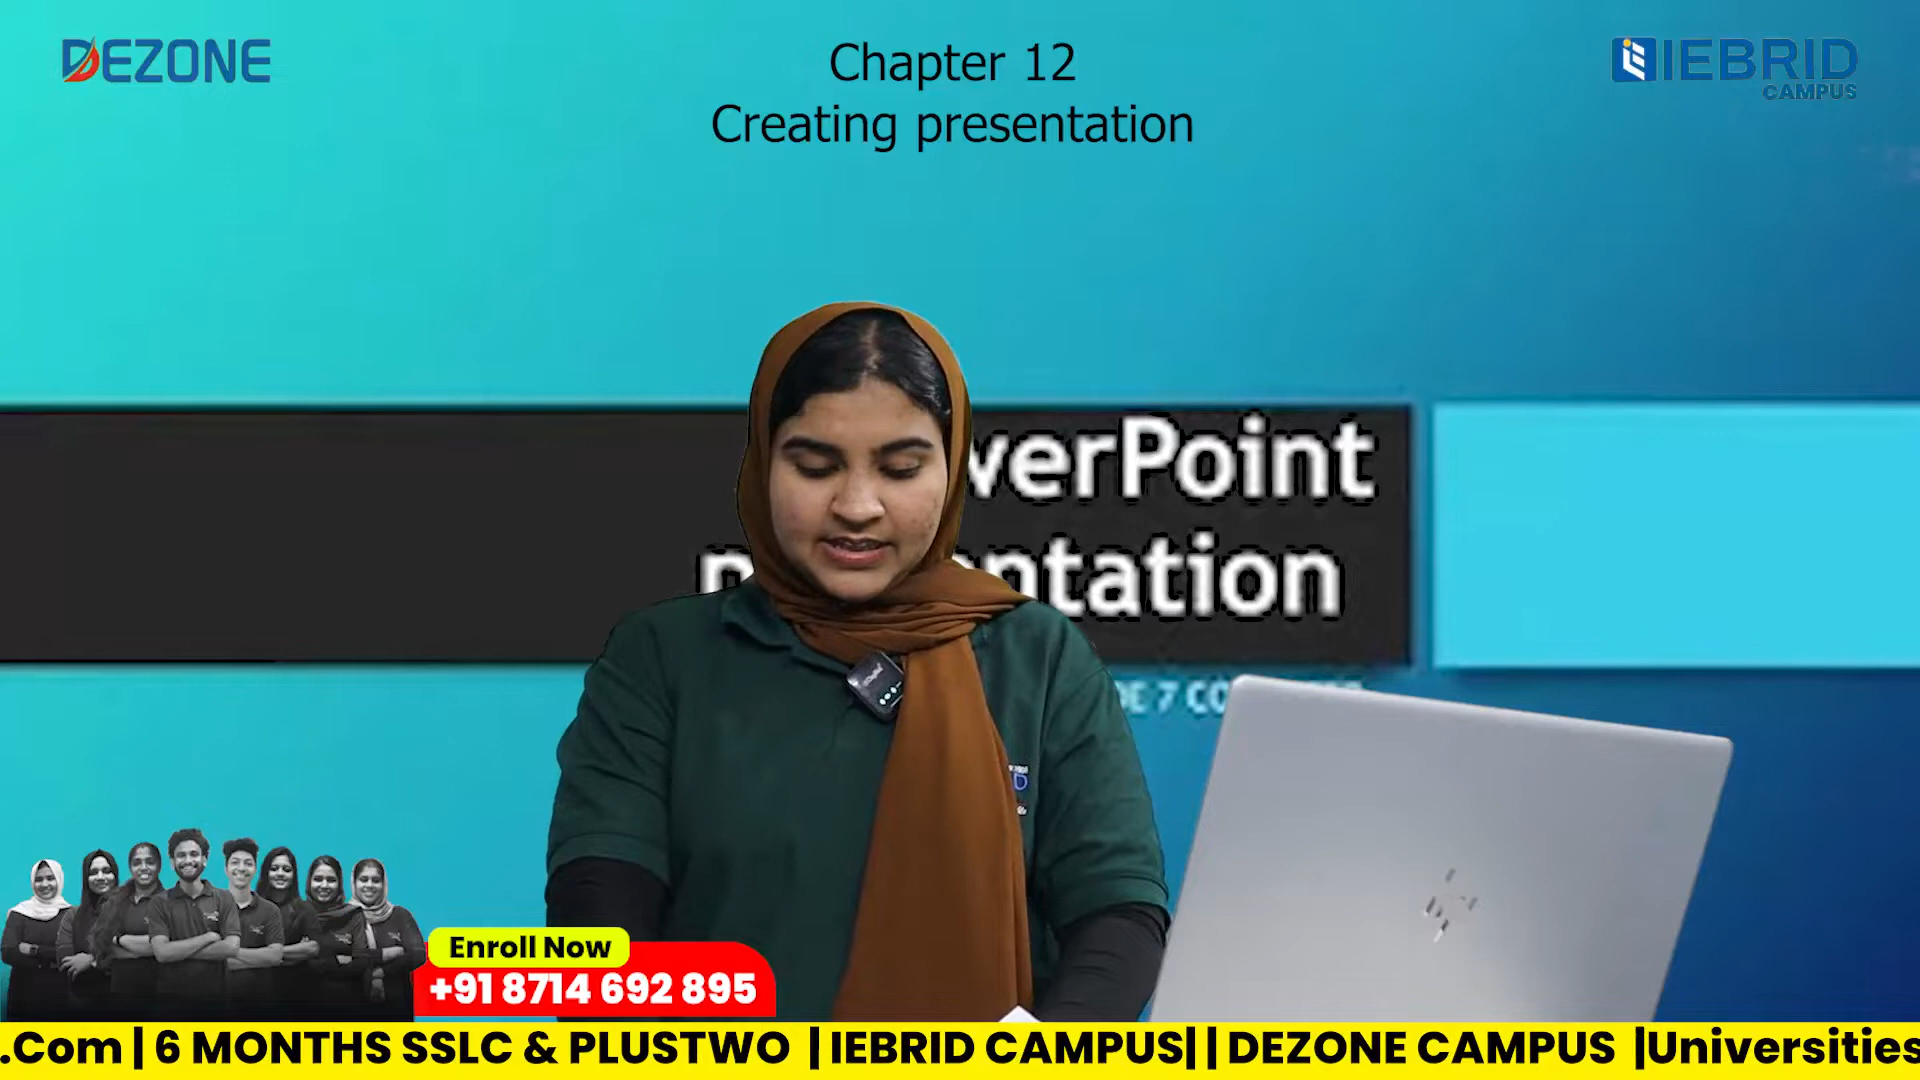 DEZONE
Chapter 12
Creating presentation
IEBRID
CAMPUS
verPoint
ntation
7
Enroll Now
+91 8714 692 895
.Com | 6 MONTHS SSLC & PLUSTWO | IEBRID CAMPUS| | DEZONE CAMPUS |Universities